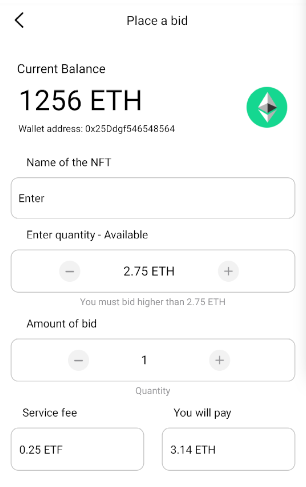 Place a bid
Current Balance
1256 ETH
Wallet address: 0x25Ddgf546548564
Name of the NFT
Enter
Enter quantity - Available
2.75 ETH
You must bid higher than 2.75 ETH
Amount of bid
1
Quantity
Service fee You will pay
0.25 ETF 3.14 ETH